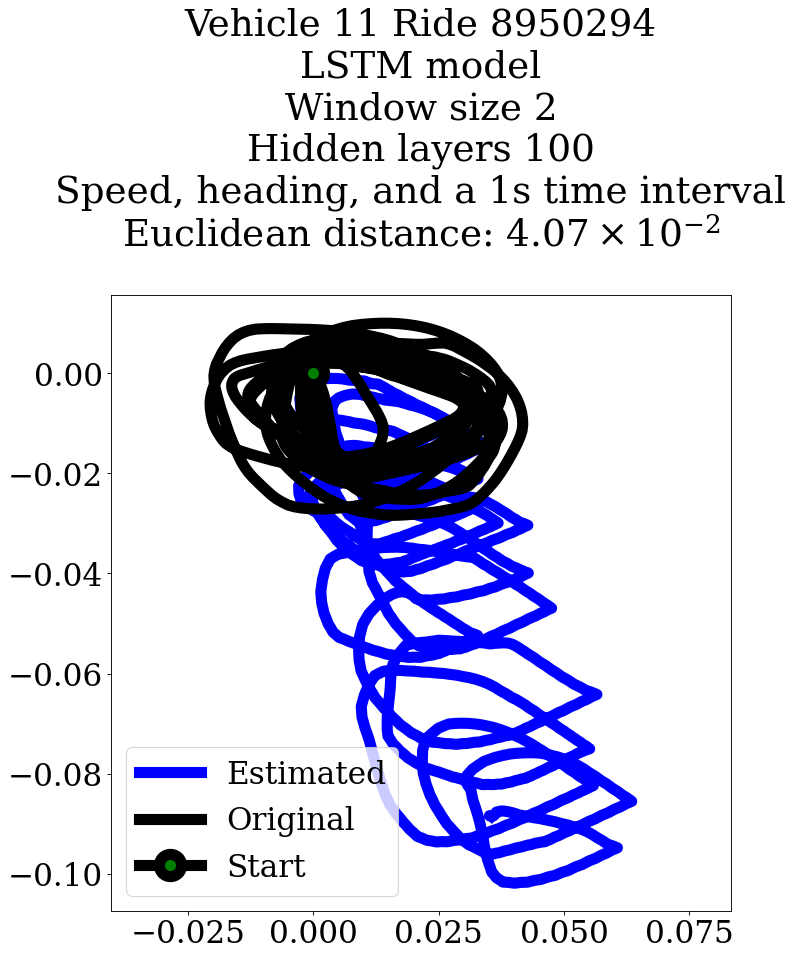 Vehicle 11 Ride 8950294
LSTM model
Window size 2
Hidden layers 100
Speed, heading, and a 1s time interval
Euclidean distance: 4.07 × 10⁻²
0.00
−0.02
−0.04
−0.06
−0.08
−0.10
Estimated
Original
Start
−0.025 0.000 0.025 0.050 0.075